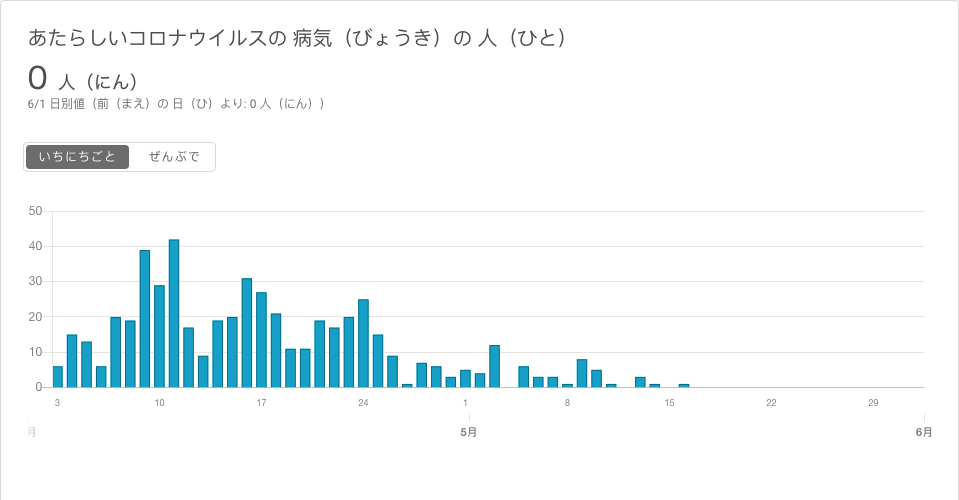 あたらしいコロナウイルスの 病気（びょうき）の 人（ひと）
0 人（にん）
6/1 日別値（前（まえ）の 日（ひ）より: 0 人（にん））
いちにちごと ぜんぶで
50
40
30
20
10
0
3 10 17 24 1 8 15 22 29
月 5月 6月